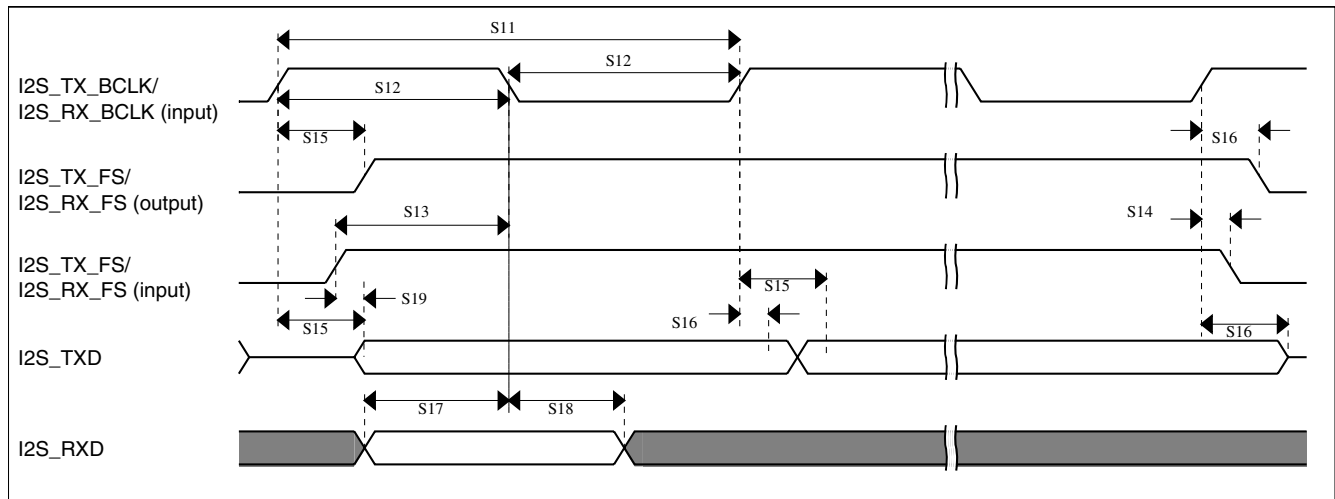 S11
I2S_TX_BCLK/
I2S_RX_BCLK (input)
S12
S12
S15
S16
I2S_TX_FS/
I2S_RX_FS (output)
S13
S14
I2S_TX_FS/
I2S_RX_FS (input)
S15
S19
S15
S16
S16
I2S_TXD
S17
S18
I2S_RXD